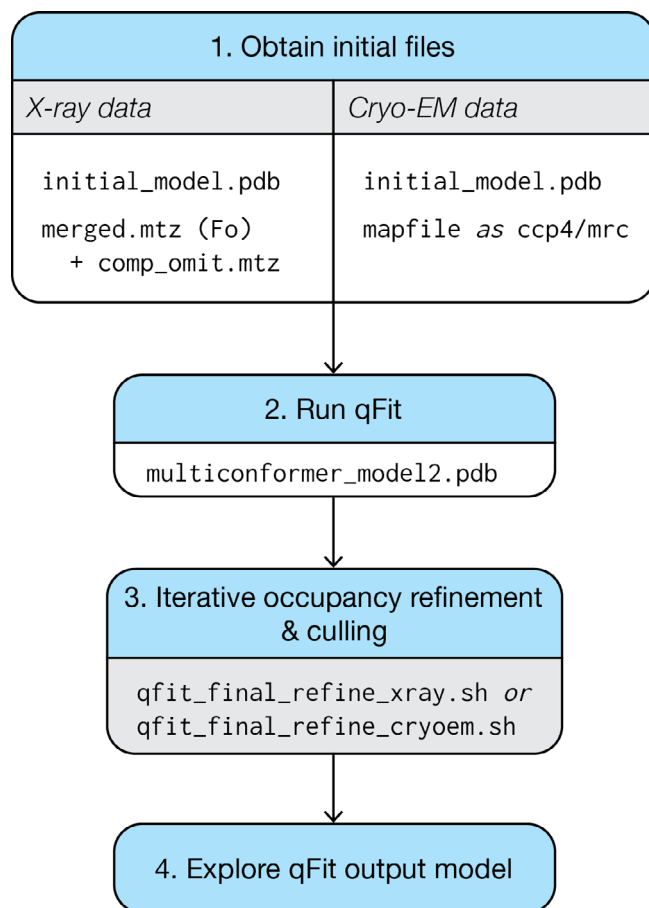 1. Obtain initial files
X-ray data
Cryo-EM data
initial_model.pdb
merged.mtz (Fo)
+ comp_omit.mtz
initial_model.pdb
mapfile as ccp4/mrc
2. Run qFit
multiconformer_model2.pdb
3. Iterative occupancy refinement
& culling
qfit_final_refine_xray.sh or
qfit_final_refine_cryoem.sh
4. Explore qFit output model